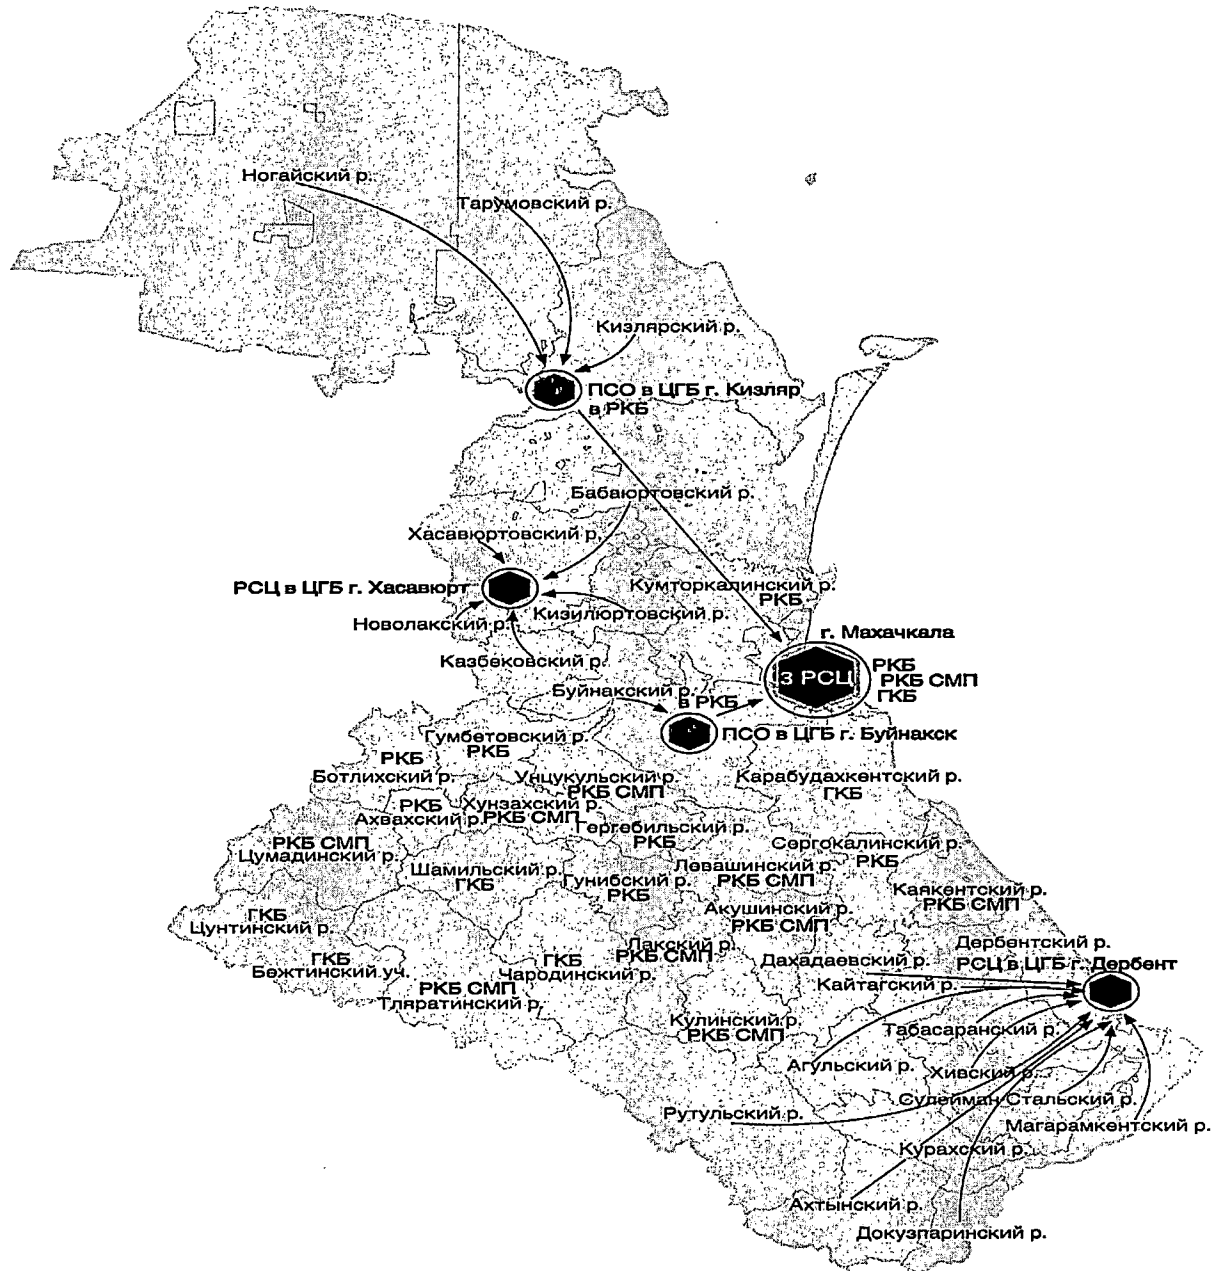 Ногайский р.
Тарумовский р.
Кизлярский р.
ПСО в ЦГБ г. Кизляр
в РКБ
Бабаюртовский р.
Хасавюртовский р.
РСЦ в ЦГБ г. Хасавюрт
Кумторкалинский р.
РКБ
Кизилюртовский р.
Новолакский р.
Казбековский р.
г. Махачкала
3 РСЦ
РКБ
РКБ СМП
ГКБ
Буйнакский р.
в РКБ
ПСО в ЦГБ г. Буйнакск
Гумбетовский р.
РКБ
РКБ
Ботлихский р.
Унцукульский р.
РКБ СМП
Карабудахкентский р.
ГКБ
РКБ
Ахвахский р.
Хунзахский р.
РКБ СМП
Гергебильский р.
РКБ
РКБ СМП
Цумадинский р.
Сергокалинский р.
РКБ
Шамильский р.
ГКБ
Гунибский р.
РКБ
Левашинский р.
РКБ СМП
Каякентский р.
РКБ СМП
Акушинский р.
РКБ СМП
ГКБ
Цунтинский р.
Лакский р.
РКБ СМП
Дербентский р.
РСЦ в ЦГБ г. Дербент
ГКБ
Бежтинский уч.
ГКБ
Чародинский р.
Дахадаевский р.
Кайтагский р.
РКБ СМП
Тляратинский р.
Кулинский р.
РКБ СМП
Табасаранский р.
Агульский р.
Хивский р.
Сулейман-Стальский р.
Рутульский р.
Магарамкентский р.
Курахский р.
Ахтынский р.
Докузпаринский р.